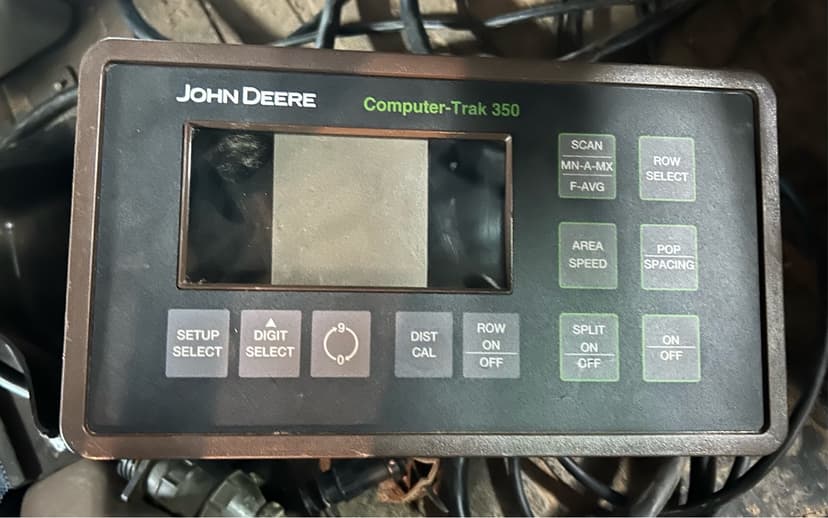 JOHN DEERE
Computer-Trak 350
SCAN
MN-A-MX
F-AVG
ROW
SELECT
AREA
SPEED
POP
SPACING
SETUP
SELECT
DIGIT
SELECT
9
0
DIST
CAL
ROW
ON
OFF
SPLIT
ON
OFF
ON
OFF